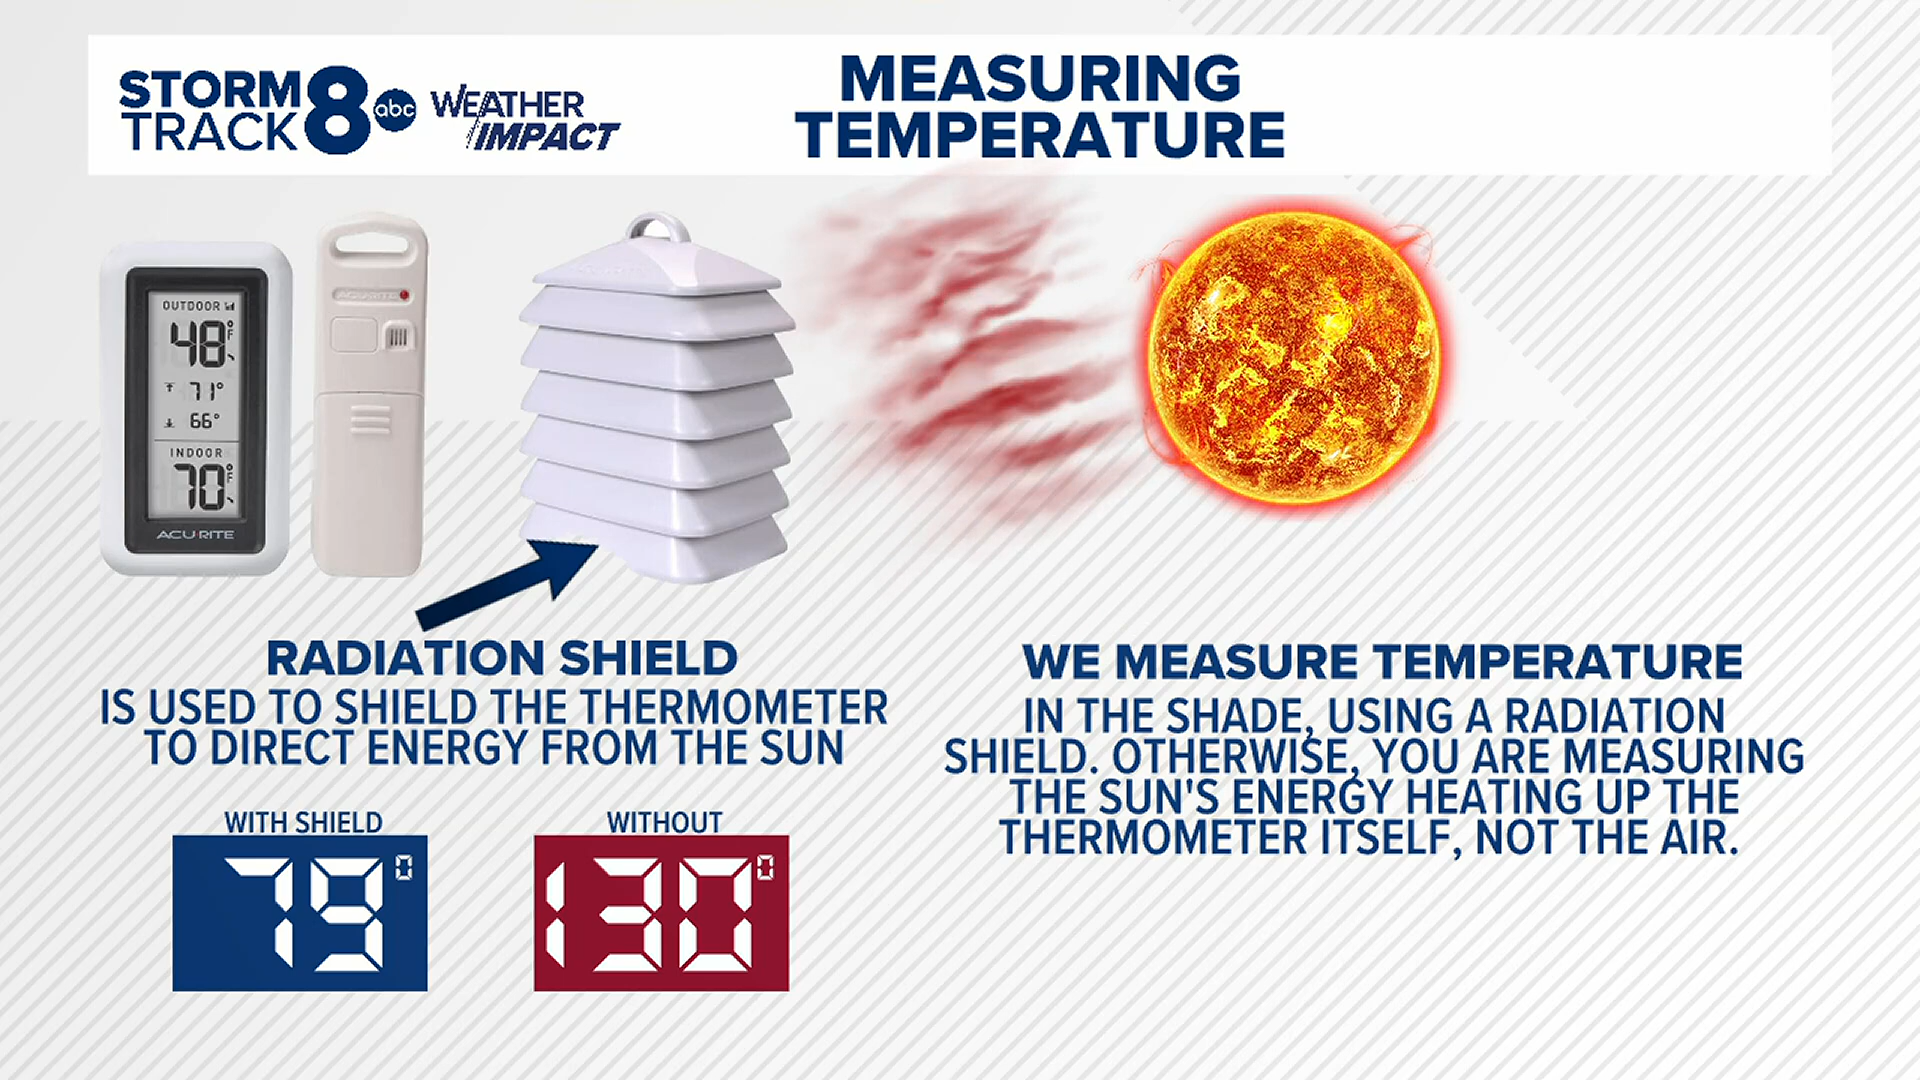 STORM
TRACK
8
abc
WEATHER
IMPACT
MEASURING
TEMPERATURE
OUTDOOR
48°F
71°
66°
INDOOR
70°F
ACURITE
ACURITE
RADIATION SHIELD
IS USED TO SHIELD THE THERMOMETER
TO DIRECT ENERGY FROM THE SUN
WITH SHIELD
79°
WITHOUT
130°
WE MEASURE TEMPERATURE
IN THE SHADE, USING A RADIATION
SHIELD. OTHERWISE, YOU ARE MEASURING
THE SUN'S ENERGY HEATING UP THE
THERMOMETER ITSELF, NOT THE AIR.